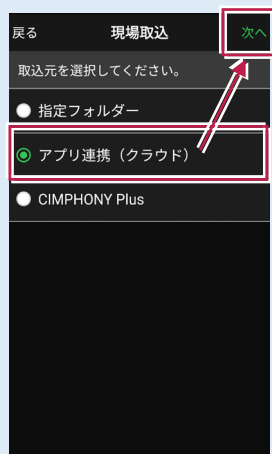 戻る 現場取込 次へ
取込元を選択してください。
指定フォルダー
アプリ連携（クラウド）
CIMPHONY Plus